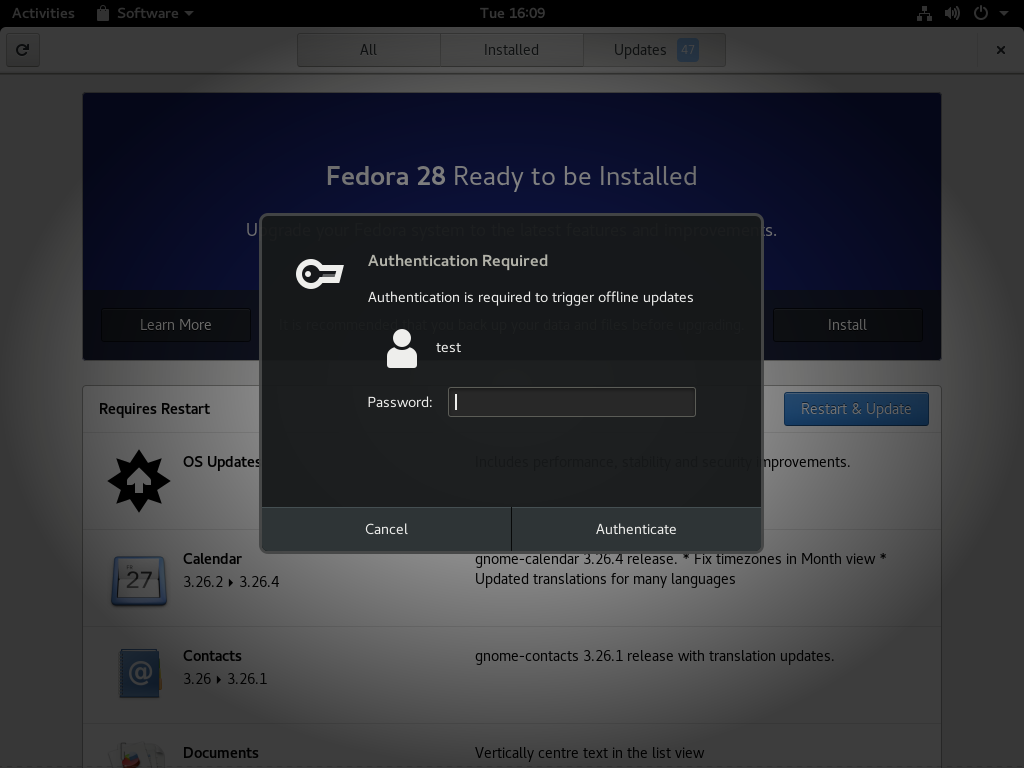 Activities Software Tue 16:09
All Installed Updates 47
Fedora 28 Ready to be Installed
Upgrade your Fedora system to the latest features and improvements.
Authentication Required
Authentication is required to trigger offline updates
Learn More It is recommended that you back up your data and files before upgrading. Install
test
Password:
Requires Restart Restart & Update
OS Updates Includes performance, stability and security improvements.
Cancel Authenticate
Calendar gnome-calendar 3.26.4 release. * Fix timezones in Month view *
3.26.2 ▸ 3.26.4 Updated translations for many languages
27
Contacts gnome-contacts 3.26.1 release with translation updates.
@
3.26 ▸ 3.26.1
Documents Vertically centre text in the list view